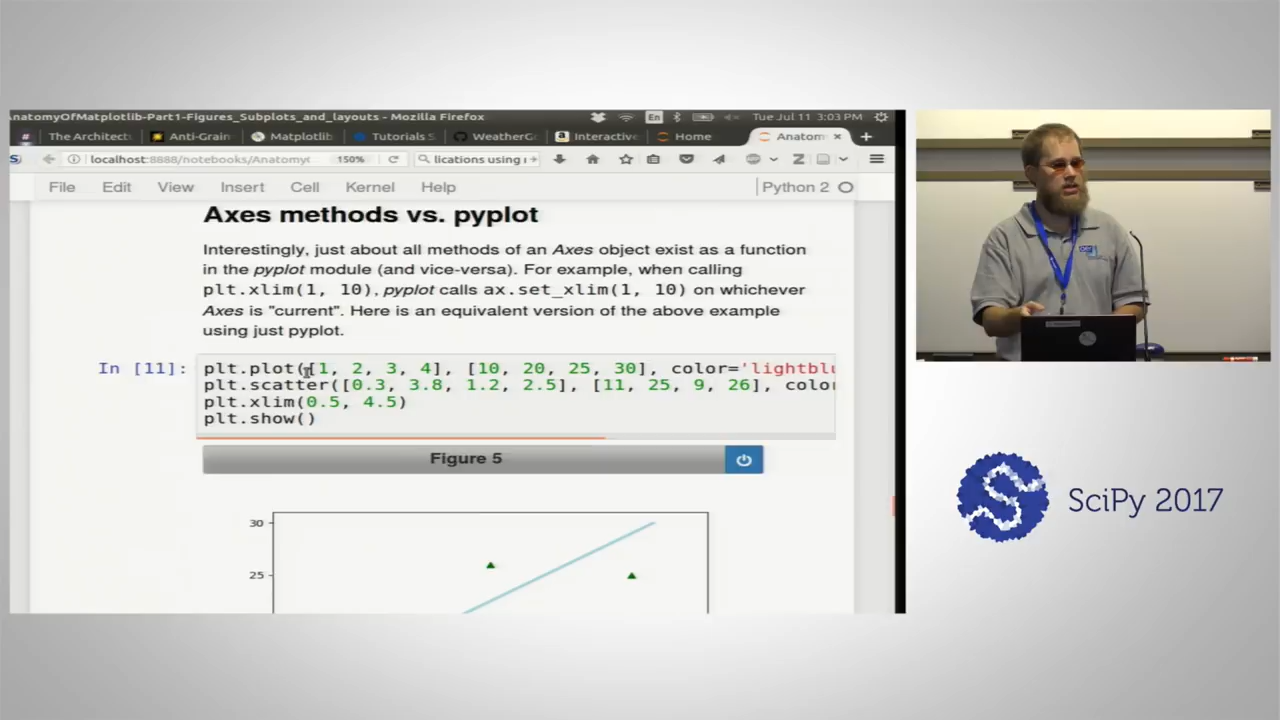 AnatomyOfMatplotlib-Part1-Figures_Subplots_and_layouts - Mozilla Firefox
En
Tue Jul 11 3:03 PM
The Architect
Anti-Grain
Matplotlib
Tutorials S
WeatherG
Interactive
Home
Anatom
localhost:8888/notebooks/Anatomy
150%
lications using
File Edit View Insert Cell Kernel Help
Python 2
Axes methods vs. pyplot
Interestingly, just about all methods of an Axes object exist as a function
in the pyplot module (and vice-versa). For example, when calling
plt.xlim(1, 10), pyplot calls ax.set_xlim(1, 10) on whichever
Axes is "current". Here is an equivalent version of the above example
using just pyplot.
In [11]:
plt.plot([1, 2, 3, 4], [10, 20, 25, 30], color='lightblu
plt.scatter([0.3, 3.8, 1.2, 2.5], [11, 25, 9, 26], color
plt.xlim(0.5, 4.5)
plt.show()
Figure 5
30
25
SciPy 2017